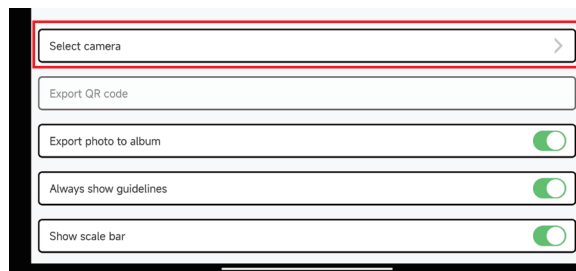 Select camera
Export QR code
Export photo to album
Always show guidelines
Show scale bar